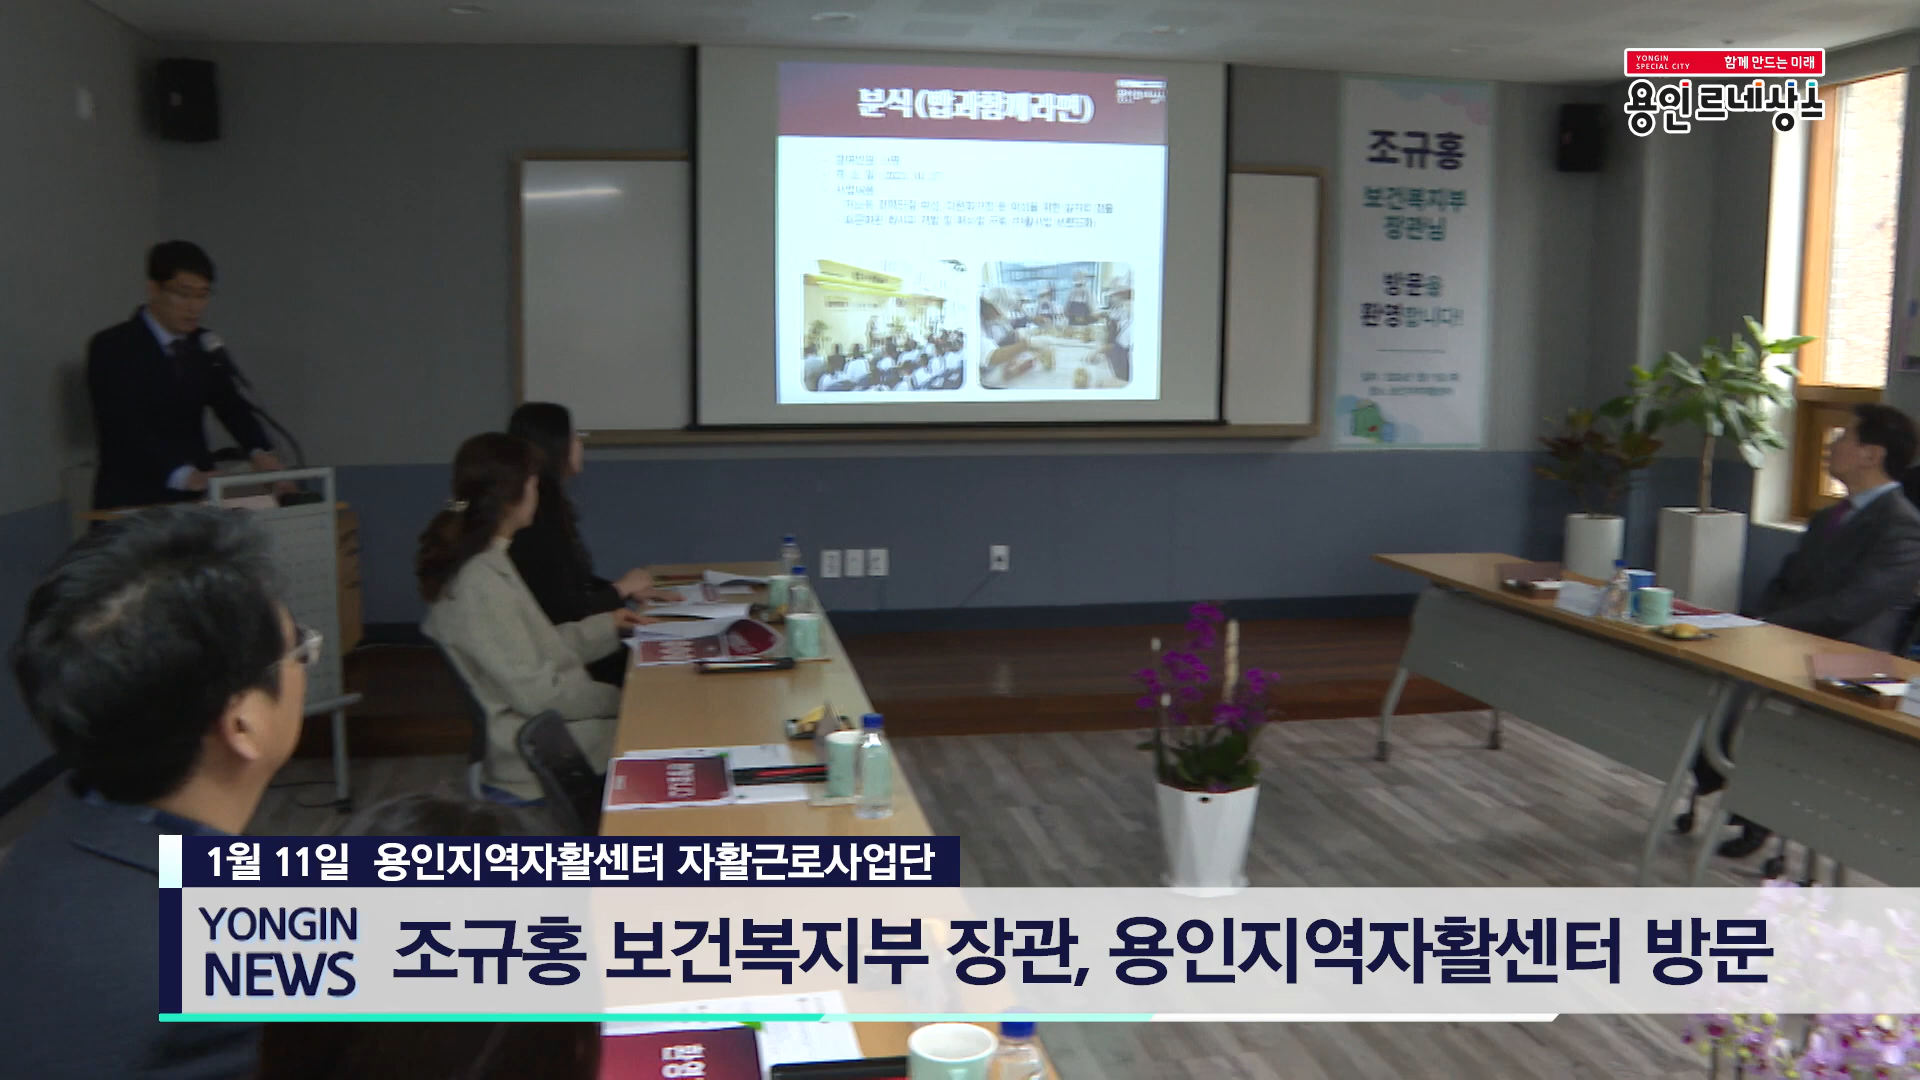 YONGIN
SPECIAL CITY
함께 만드는 미래
용인 르네상스
분식(밥과함께라면)
조규홍
보건복지부
장관님
방문을
환영합니다!
1월 11일 용인지역자활센터 자활근로사업단
YONGIN
NEWS
조규홍 보건복지부 장관, 용인지역자활센터 방문